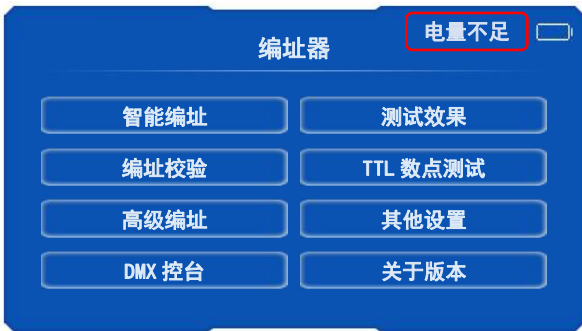 电量不足
编址器
智能编址
测试效果
编址校验
TTL 数点测试
高级编址
其他设置
DMX 控台
关于版本